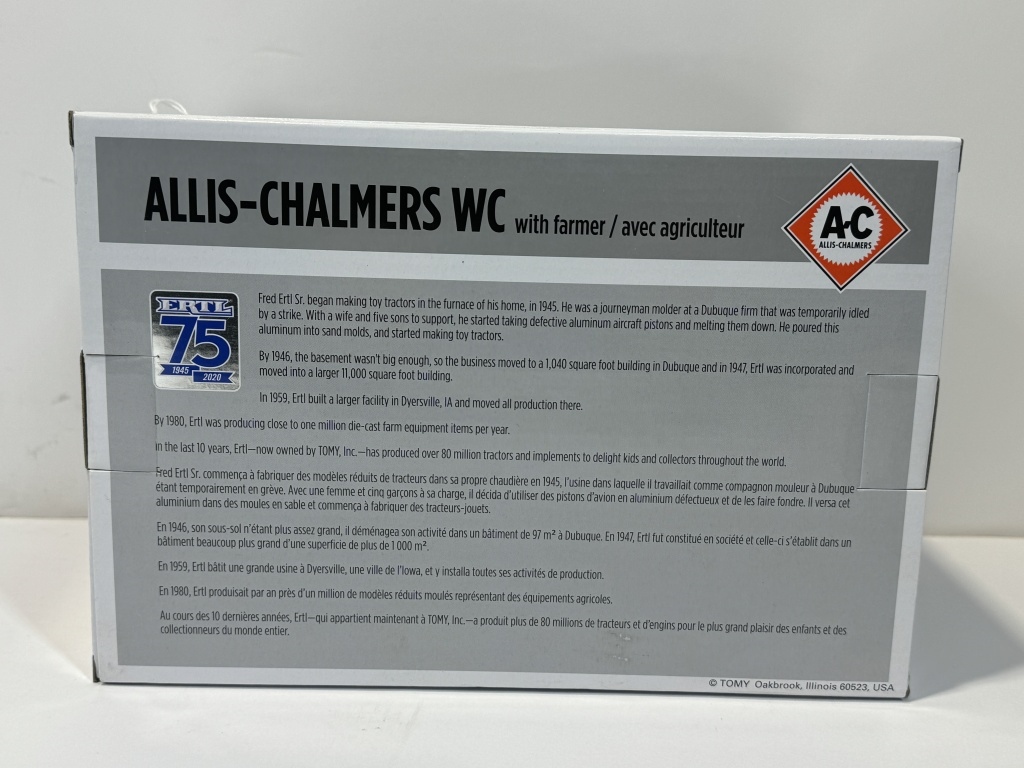 ALLIS-CHALMERS WC with farmer / avec agriculteur
A-C
ALLIS-CHALMERS
ERTL
75
1945 2020
Fred Ertl Sr. began making toy tractors in the furnace of his home, in 1945. He was a journeyman molder at a Dubuque firm that was temporarily idled
by a strike. With a wife and five sons to support, he started taking defective aluminum aircraft pistons and melting them down. He poured this
aluminum into sand molds, and started making toy tractors.
By 1946, the basement wasn't big enough, so the business moved to a 1,040 square foot building in Dubuque and in 1947, Ertl was incorporated and
moved into a larger 11,000 square foot building.
In 1959, Ertl built a larger facility in Dyersville, IA and moved all production there.
By 1980, Ertl was producing close to one million die-cast farm equipment items per year.
In the last 10 years, Ertl—now owned by TOMY, Inc.—has produced over 80 million tractors and implements to delight kids and collectors throughout the world.
Fred Ertl Sr. commença à fabriquer des modèles réduits de tracteurs dans sa propre chaudière en 1945, l'usine dans laquelle il travaillait comme compagnon mouleur à Dubuque
étant temporairement en grève. Avec une femme et cinq garçons à sa charge, il décida d'utiliser des pistons d'avion en aluminium défectueux et de les faire fondre. Il versa cet
aluminium dans des moules en sable et commença à fabriquer des tracteurs-jouets.
En 1946, son sous-sol n'étant plus assez grand, il déménagea son activité dans un bâtiment de 97 m² à Dubuque. En 1947, Ertl fut constitué en société et celle-ci s'établit dans un
bâtiment beaucoup plus grand d'une superficie de plus de 1 000 m².
En 1959, Ertl bâtit une grande usine à Dyersville, une ville de l'Iowa, et y installa toutes ses activités de production.
En 1980, Ertl produisait par an près d'un million de modèles réduits moulés représentant des équipements agricoles.
Au cours des 10 dernières années, Ertl—qui appartient maintenant à TOMY, Inc.—a produit plus de 80 millions de tracteurs et d'engins pour le plus grand plaisir des enfants et des
collectionneurs du monde entier.
© TOMY Oakbrook, Illinois 60523, USA